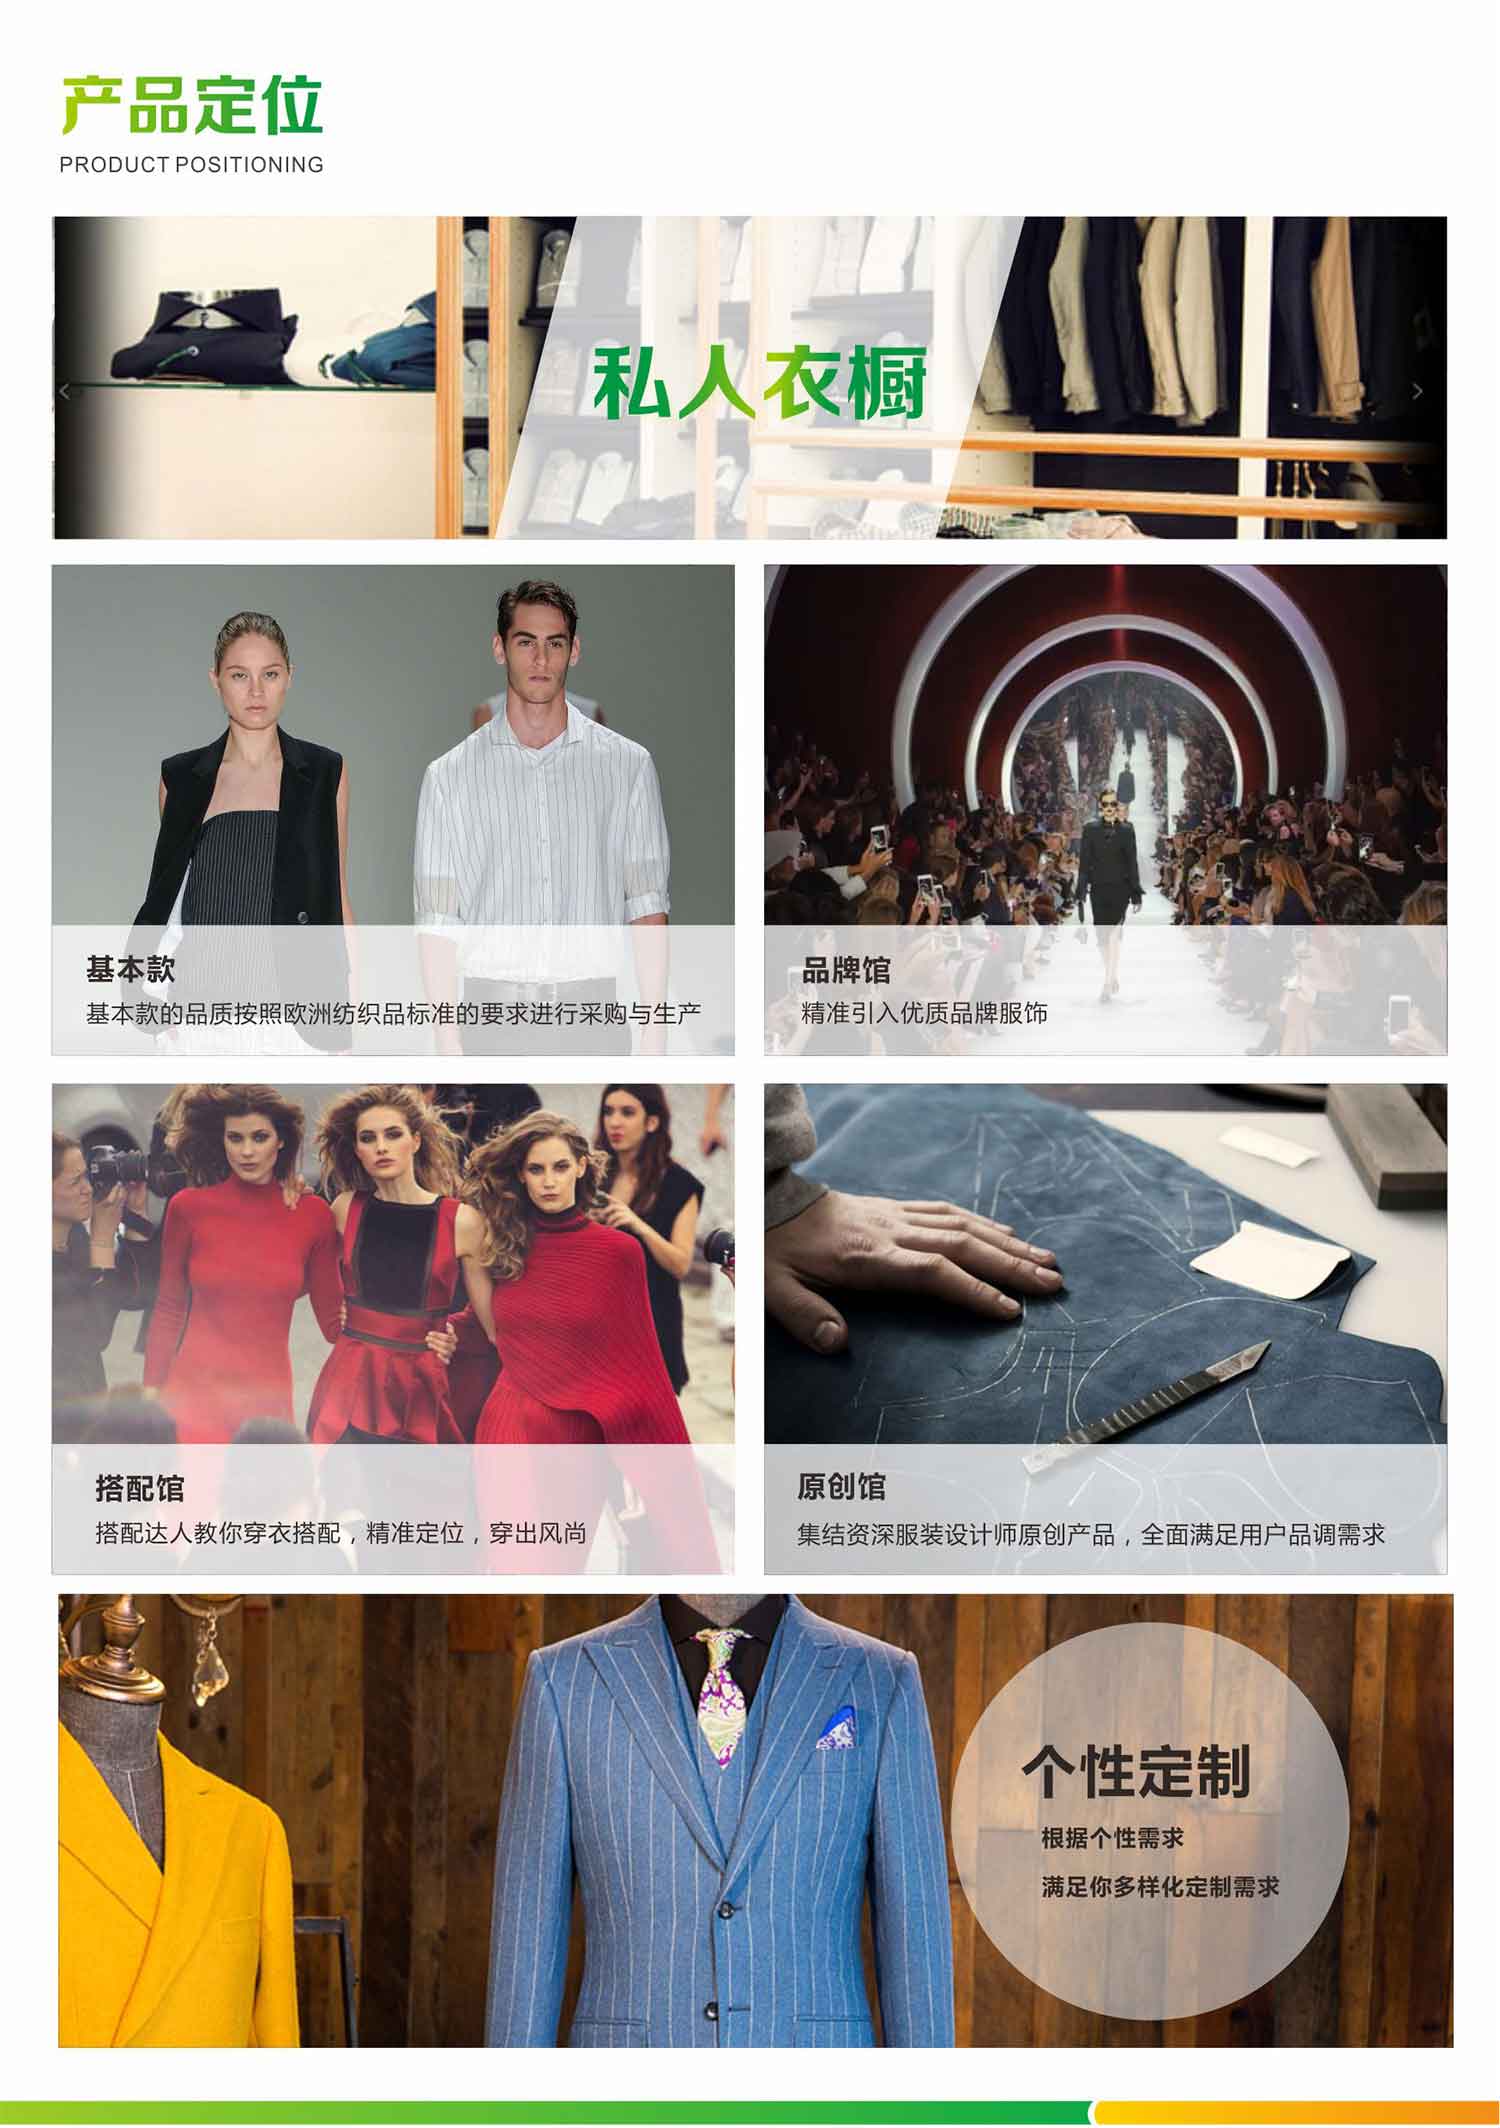 产品定位
PRODUCT POSITIONING
私人衣橱
基本款
基本款的品质按照欧洲纺织品标准的要求进行采购与生产
品牌馆
精准引入优质品牌服饰
搭配馆
搭配达人教你穿衣搭配，精准定位，穿出风尚
原创馆
集结资深服装设计师原创产品，全面满足用户品调需求
个性定制
根据个性需求
满足你多样化定制需求